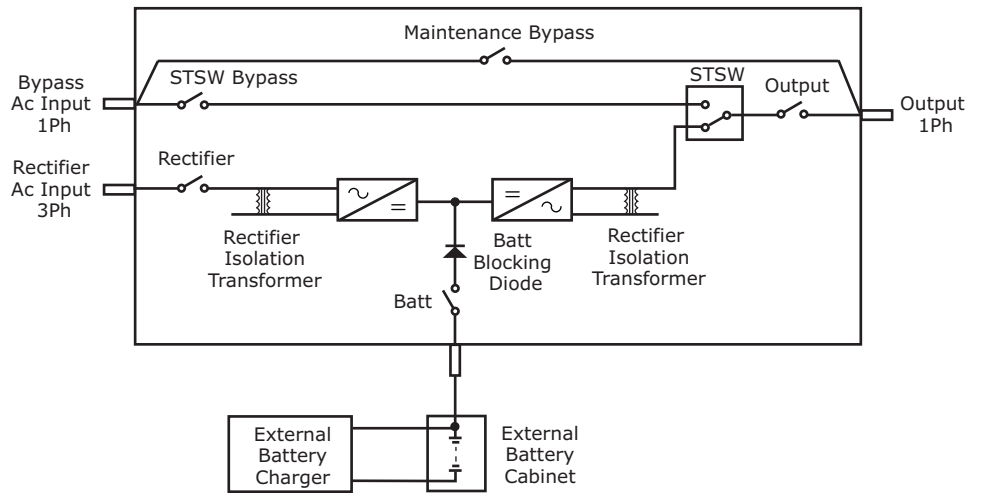 Maintenance Bypass
STSW Bypass
STSW
Output
Bypass
Ac Input
1Ph
Output
1Ph
Rectifier
Ac Input
3Ph
Rectifier
Rectifier
Isolation
Transformer
Batt
Blocking
Diode
Rectifier
Isolation
Transformer
Batt
External
Battery
Charger
External
Battery
Cabinet